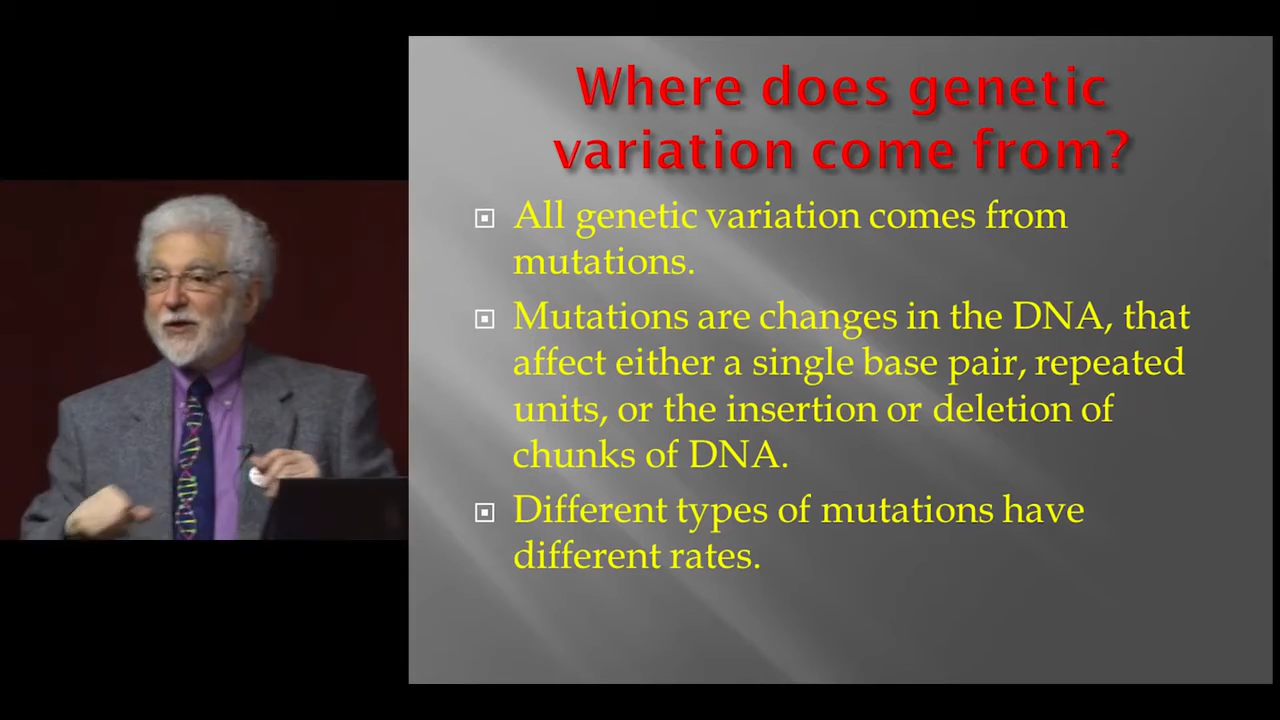 Where does genetic
variation come from?
All genetic variation comes from
mutations.
Mutations are changes in the DNA, that
affect either a single base pair, repeated
units, or the insertion or deletion of
chunks of DNA.
Different types of mutations have
different rates.